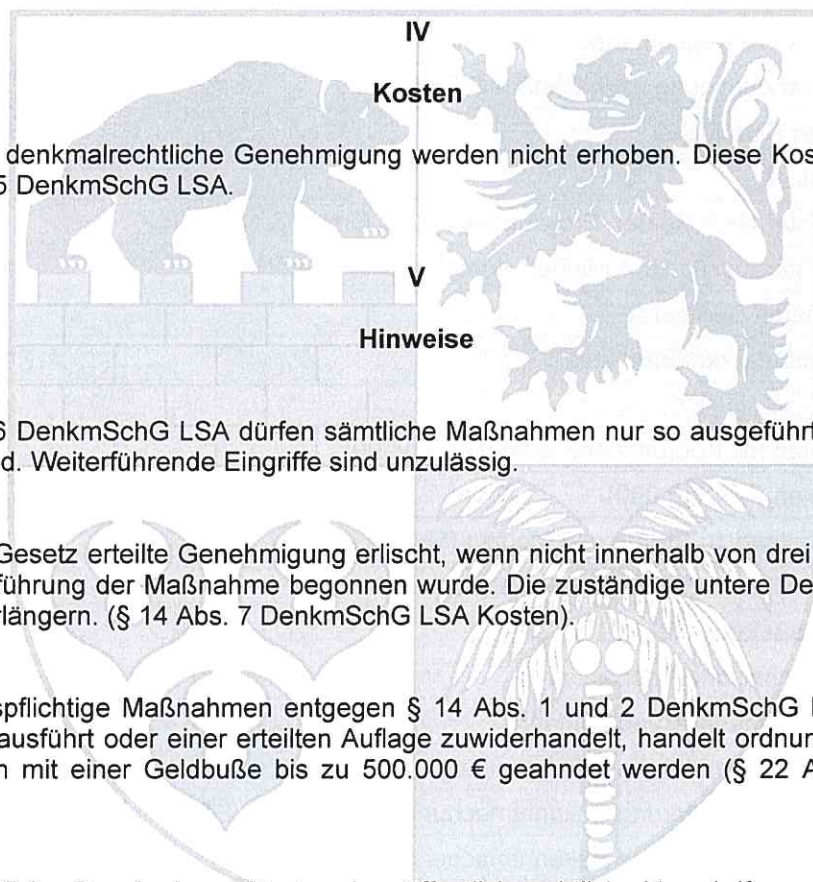 IV
Kosten
denkmalrechtliche Genehmigung werden nicht erhoben. Diese Kos
5 DenkmSchG LSA.
V
Hinweise
6 DenkmSchG LSA dürfen sämtliche Maßnahmen nur so ausgeführt
d. Weiterführende Eingriffe sind unzulässig.
Gesetz erteilte Genehmigung erlischt, wenn nicht innerhalb von drei
führung der Maßnahme begonnen wurde. Die zuständige untere De
rlängern. (§ 14 Abs. 7 DenkmSchG LSA Kosten).
spflichtige Maßnahmen entgegen § 14 Abs. 1 und 2 DenkmSchG
ausführt oder einer erteilten Auflage zuwiderhandelt, handelt ordnu
mit einer Geldbuße bis zu 500.000 € geahndet werden (§ 22 A